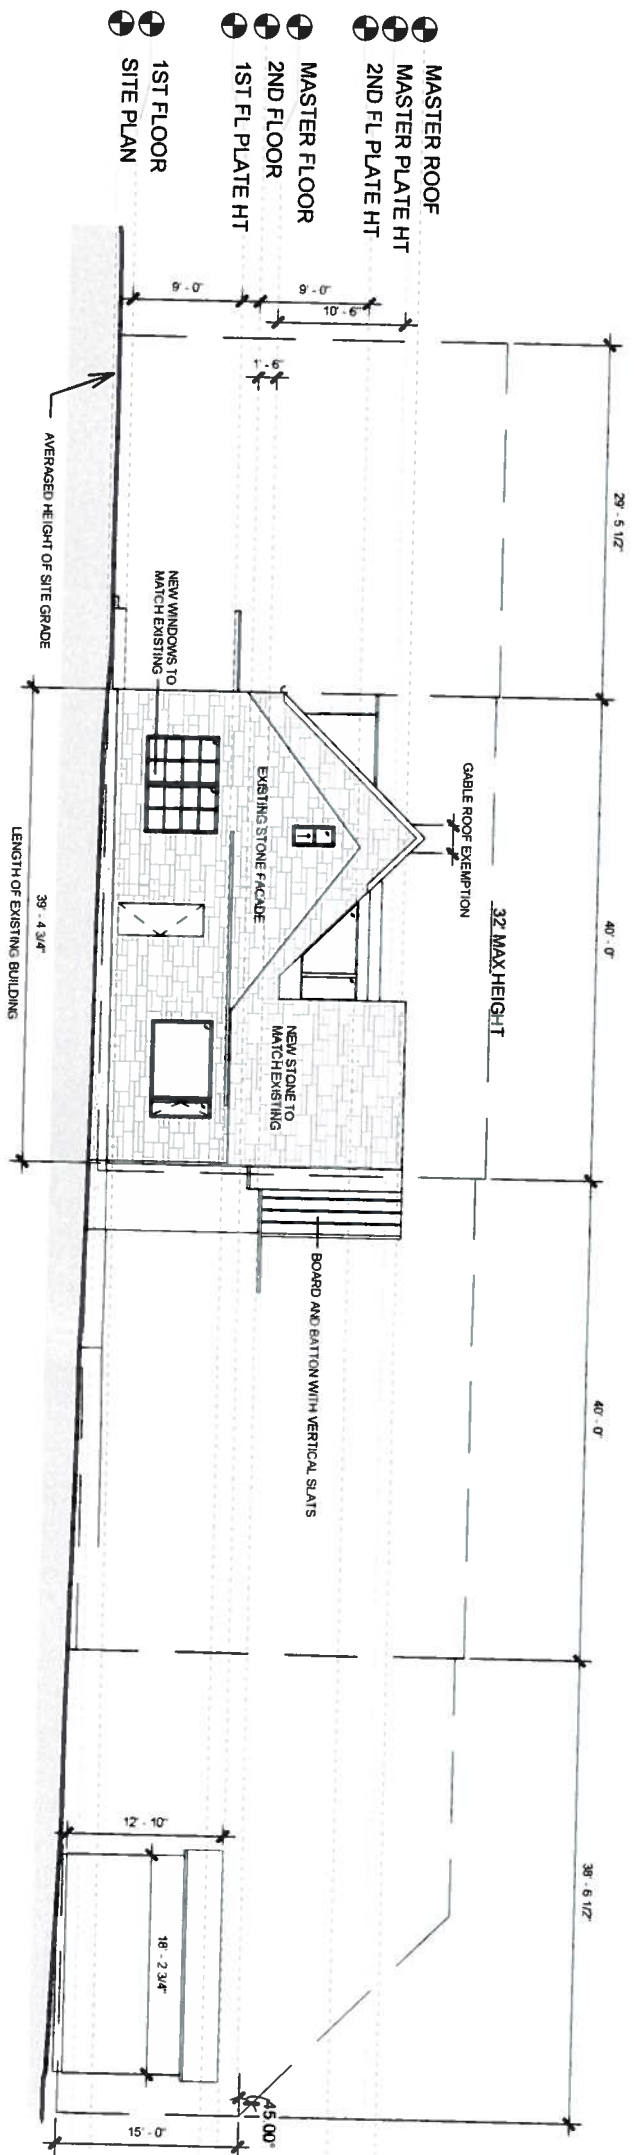 MASTER ROOF
MASTER PLATE HT
2ND FL PLATE HT
MASTER FLOOR
2ND FLOOR
1ST FL PLATE HT
1ST FLOOR
SITE PLAN
29' - 5 1/2"
40' - 0"
40' - 0"
38' - 6 1/2"
9' - 0"
9' - 0"
10' - 6"
1' - 6"
32' MAX HEIGHT
GABLE ROOF EXEMPTION
EXISTING STONE FACADE
NEW STONE TO
MATCH EXISTING
NEW WINDOWS TO
MATCH EXISTING
BOARD AND BATTON WITH VERTICAL SLATS
AVERAGED HEIGHT OF SITE GRADE
39' - 4 3/4"
LENGTH OF EXISTING BUILDING
12' - 10"
18' - 2 3/4"
45.00°
15' - 0"